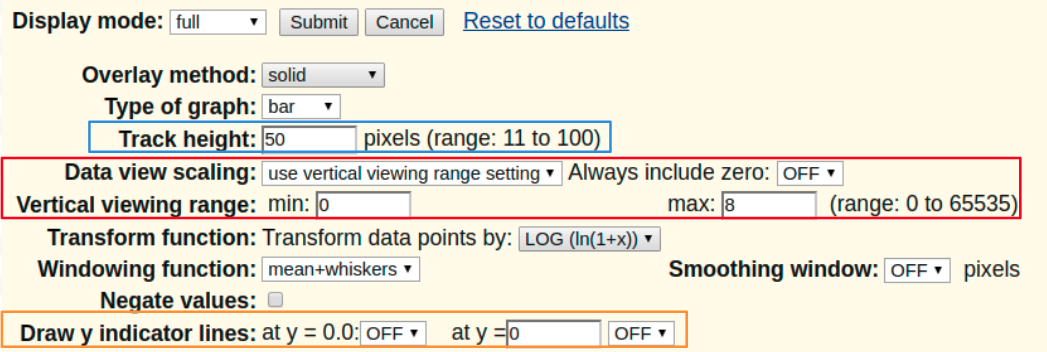 Display mode: full Submit Cancel Reset to defaults
Overlay method: solid
Type of graph: bar
Track height: 50 pixels (range: 11 to 100)
Data view scaling: use vertical viewing range setting Always include zero: OFF
Vertical viewing range: min: 0 max: 8 (range: 0 to 65535)
Transform function: Transform data points by: LOG (ln(1+x))
Windowing function: mean+whiskers Smoothing window: OFF pixels
Negate values:
Draw y indicator lines: at y = 0.0: OFF at y = 0 OFF